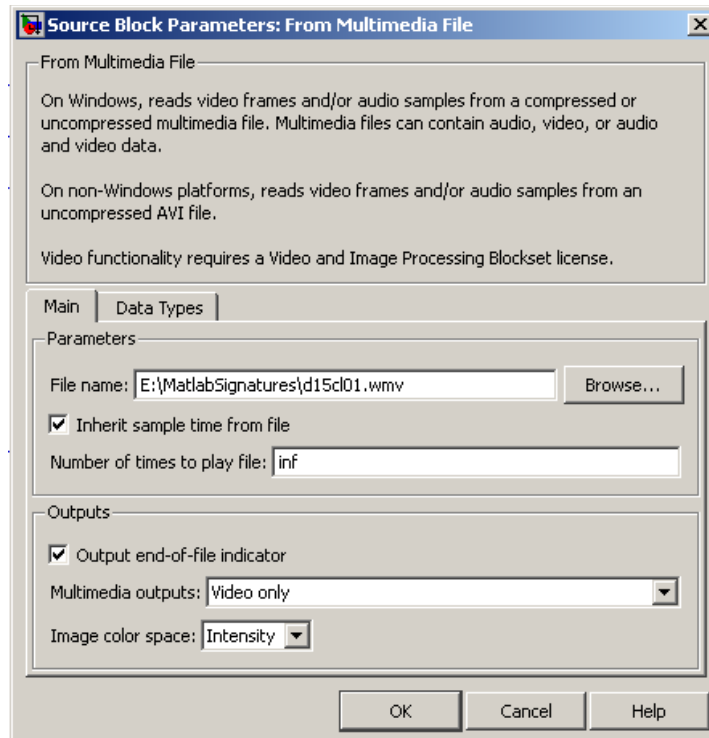 Source Block Parameters: From Multimedia File
From Multimedia File
On Windows, reads video frames and/or audio samples from a compressed or
uncompressed multimedia file. Multimedia files can contain audio, video, or audio
and video data.
On non-Windows platforms, reads video frames and/or audio samples from an
uncompressed AVI file.
Video functionality requires a Video and Image Processing Blockset license.
Main Data Types
Parameters
File name: E:\MatlabSignatures\d15cl01.wmv Browse...
Inherit sample time from file
Number of times to play file: inf
Outputs
Output end-of-file indicator
Multimedia outputs: Video only
Image color space: Intensity
OK Cancel Help